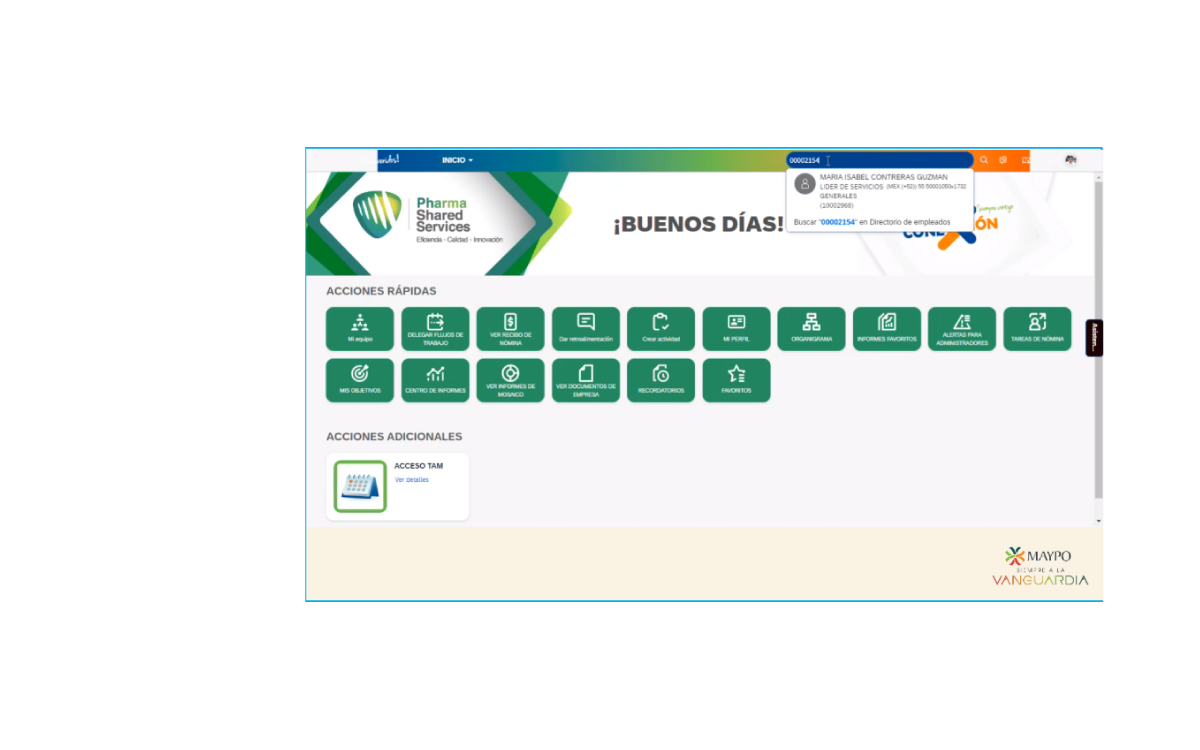 INICIO
00002154
MARIA ISABEL CONTRERAS GUZMAN
LIDER DE SERVICIOS (MEX (+52)) 55 50001050x1732
GENERALES
(10002968)
Buscar "00002154" en Directorio de empleados
Pharma
Shared
Services
Eficiencia - Calidad - Innovación
¡BUENOS DÍAS!
ACCIONES RÁPIDAS
Mi equipo
DELEGAR FLUJOS DE
TRABAJO
VER RECIBO DE
NÓMINA
Dar retroalimentación
Crear actividad
MI PERFIL
ORGANIGRAMA
INFORMES FAVORITOS
ALERTAS PARA
ADMINISTRADORES
TAREAS DE NÓMINA
MIS OBJETIVOS
CENTRO DE INFORMES
VER INFORMES DE
MOSAICO
VER DOCUMENTOS DE
EMPRESA
RECORDATORIOS
FAVORITOS
ACCIONES ADICIONALES
ACCESO TAM
Ver detalles
MAYPO
SIEMPRE A LA
VANGUARDIA